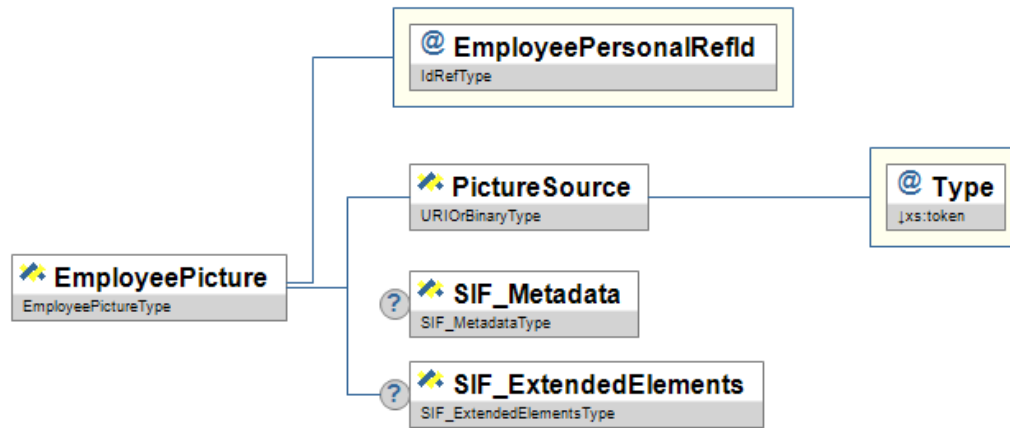 @ EmployeePersonalRefId
IdRefType
PictureSource
URIOrBinaryType
@ Type
↓xs:token
EmployeePicture
EmployeePictureType
? SIF_Metadata
SIF_MetadataType
? SIF_ExtendedElements
SIF_ExtendedElementsType